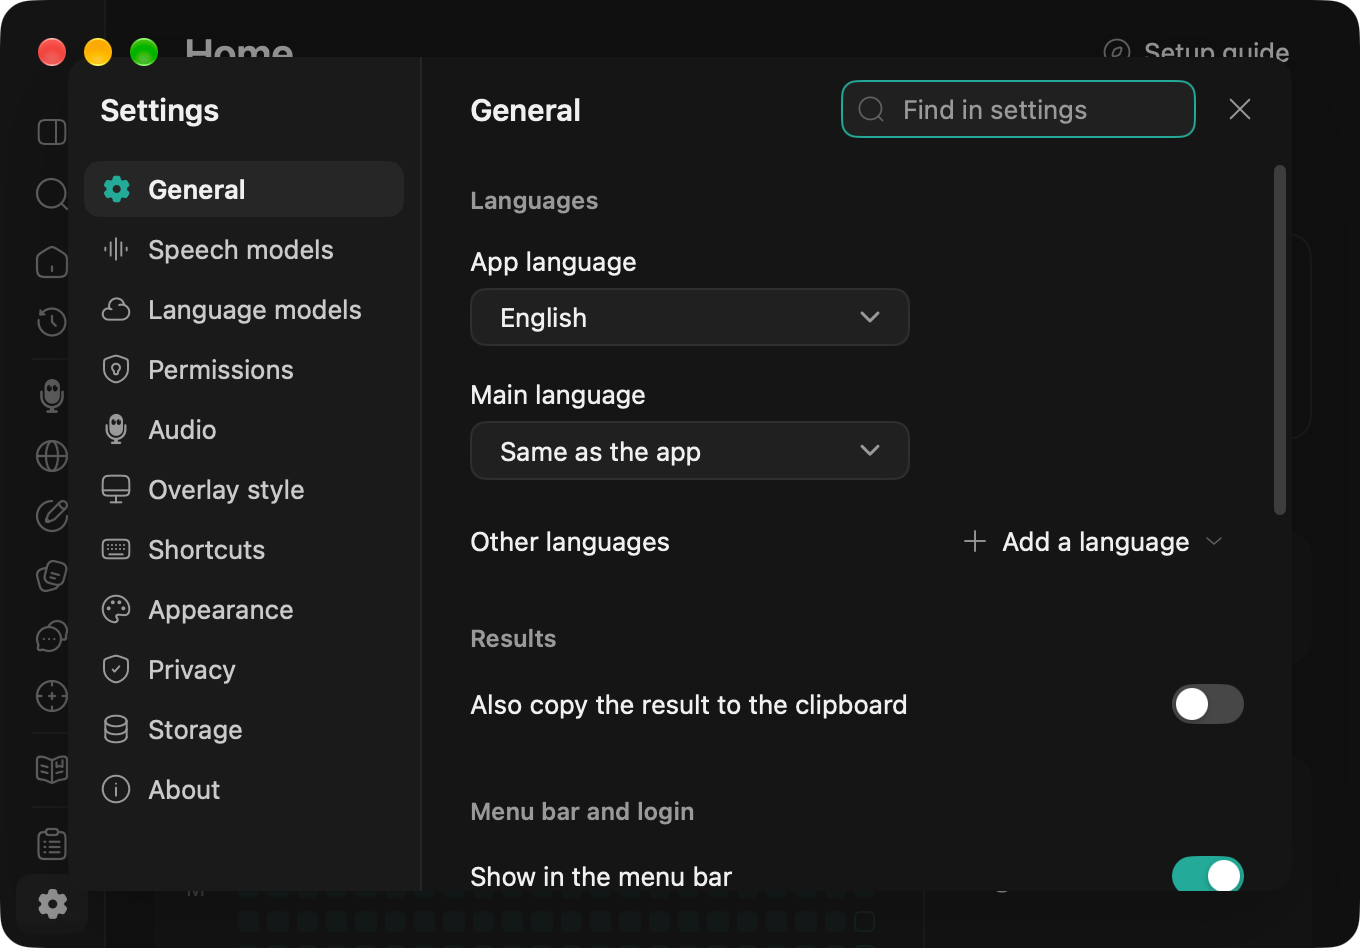 Home
Setup guide
Settings
General
Speech models
Language models
Permissions
Audio
Overlay style
Shortcuts
Appearance
Privacy
Storage
About
General
Find in settings
Languages
App language
English
Main language
Same as the app
Other languages
Add a language
Results
Also copy the result to the clipboard
Menu bar and login
Show in the menu bar